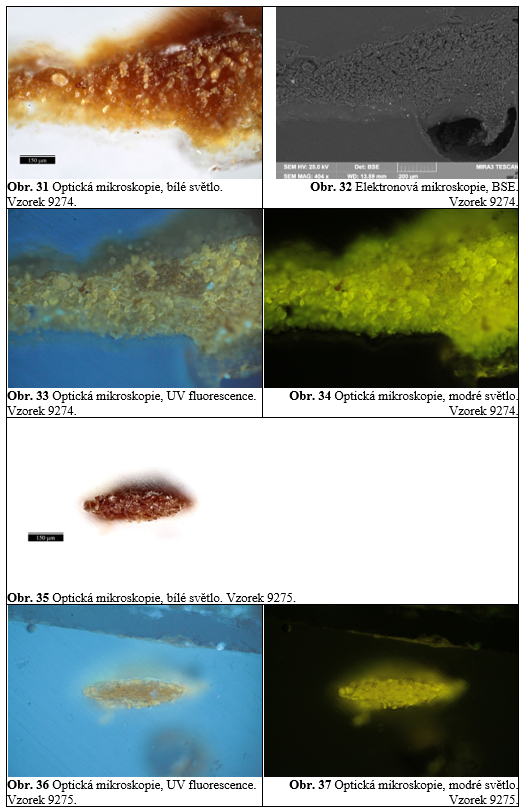 150 µm
SEM HV: 25.0 kV Det: BSE MIRA3 TESCAN
SEM MAG: 404 x WD: 13.89 mm 200 µm
Obr. 31 Optická mikroskopie, bílé světlo.
Vzorek 9274.
Obr. 32 Elektronová mikroskopie, BSE.
Vzorek 9274.
Obr. 33 Optická mikroskopie, UV fluorescence.
Vzorek 9274.
Obr. 34 Optická mikroskopie, modré světlo.
Vzorek 9274.
150 µm
Obr. 35 Optická mikroskopie, bílé světlo. Vzorek 9275.
Obr. 36 Optická mikroskopie, UV fluorescence.
Vzorek 9275.
Obr. 37 Optická mikroskopie, modré světlo.
Vzorek 9275.